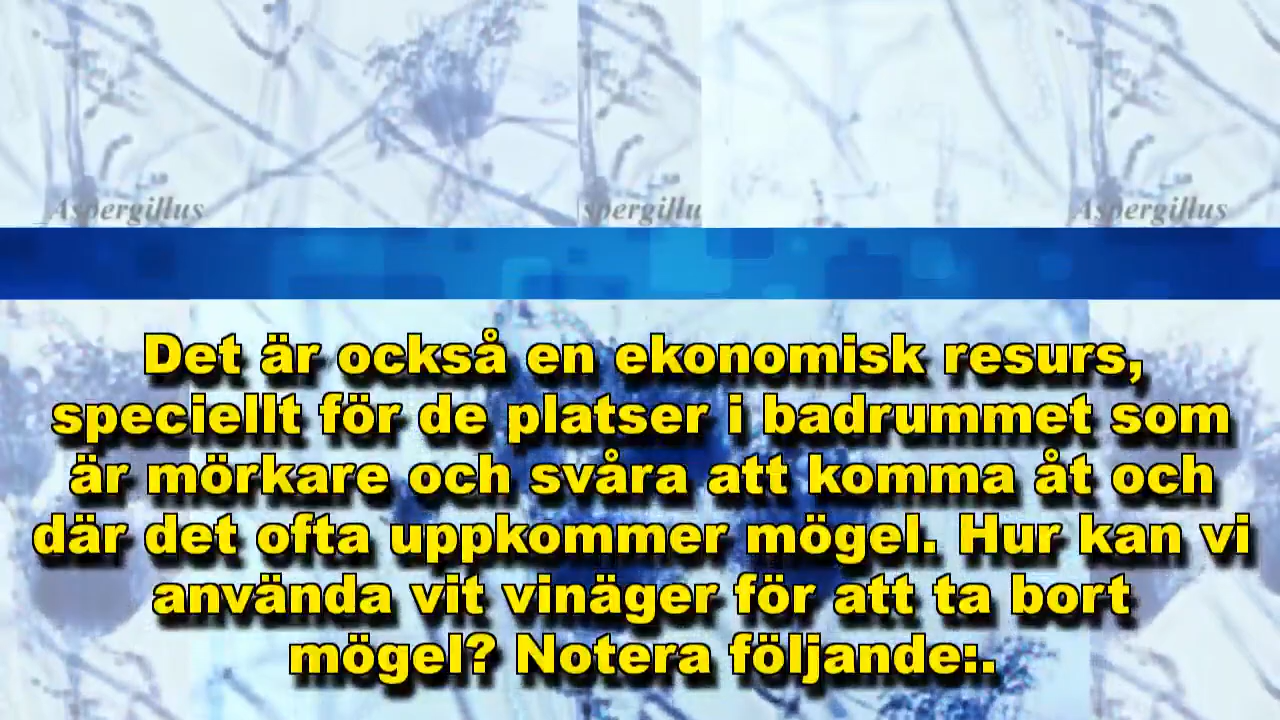 Aspergillus
spergillu
Aspergillus
Det är också en ekonomisk resurs,
speciellt för de platser i badrummet som
är mörkare och svåra att komma åt och
där det ofta uppkommer mögel. Hur kan vi
använda vit vinäger för att ta bort
mögel? Notera följande:.